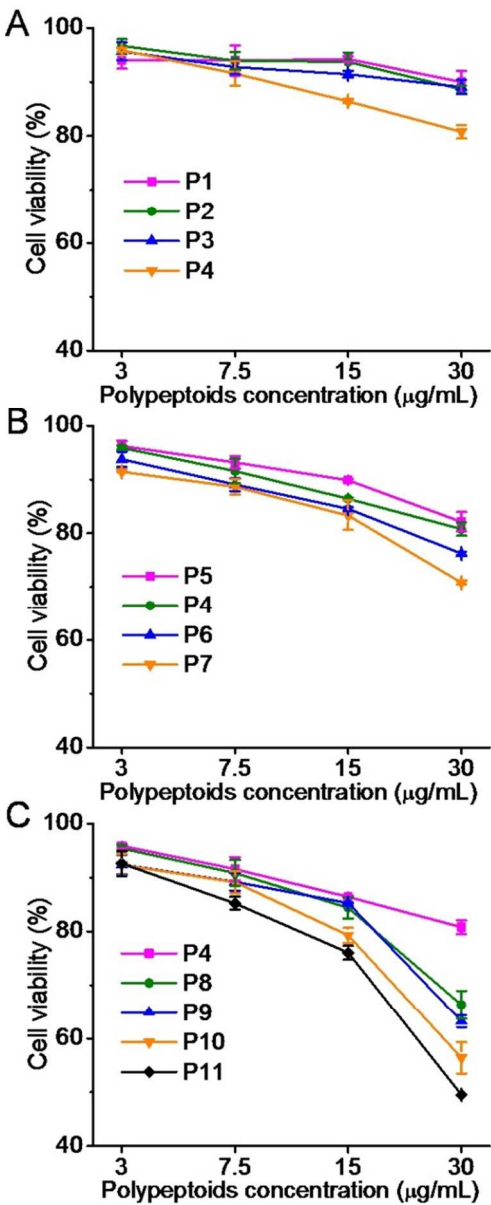 A
100
80
60
40
Cell viability (%)
P1
P2
P3
P4
3 7.5 15 30
Polypeptoids concentration (μg/mL)
B
100
80
60
40
Cell viability (%)
P5
P4
P6
P7
3 7.5 15 30
Polypeptoids concentration (μg/mL)
C
100
80
60
40
Cell viability (%)
P4
P8
P9
P10
P11
3 7.5 15 30
Polypeptoids concentration (μg/mL)